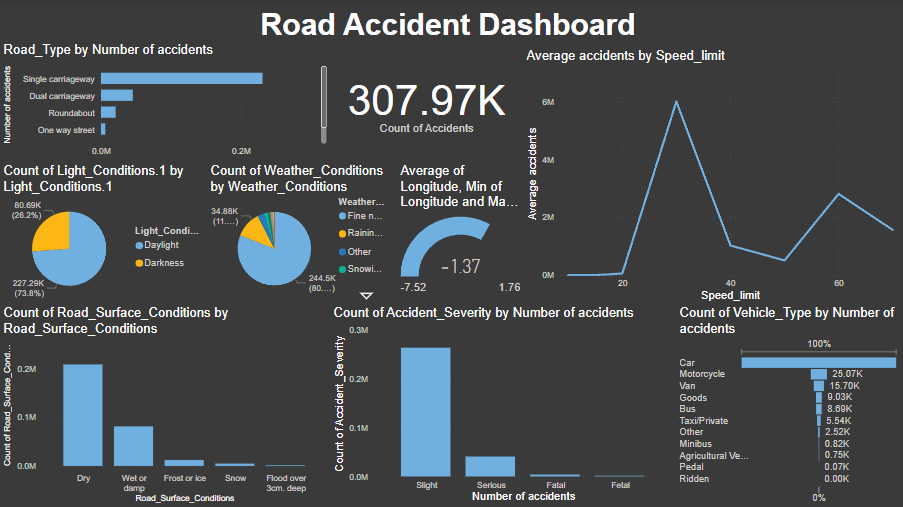 Road Accident Dashboard
Road_Type by Number of accidents
Number of accidents
Single carriageway
Dual carriageway
Roundabout
One way street
0.0M
0.2M
307.97K
Count of Accidents
Average accidents by Speed_limit
Average accidents
6M
4M
2M
0M
20
40
60
Speed_limit
Count of Light_Conditions.1 by
Light_Conditions.1
80.69K
(26.2%)
227.29K
(73.8%)
Light_Condi...
Daylight
Darkness
Count of Weather_Conditions
by Weather_Conditions
34.88K
(11....)
244.5K
(80....)
Weather...
Fine n...
Rainin...
Other
Snowi...
Average of
Longitude, Min of
Longitude and Ma...
-1.37
-7.52
1.76
Count of Road_Surface_Conditions by
Road_Surface_Conditions
Count of Road_Surface_Cond...
0.2M
0.1M
0.0M
Dry
Wet or
damp
Frost or ice
Snow
Flood over
3cm. deep
Road_Surface_Conditions
Count of Accident_Severity by Number of accidents
Count of Accident_Severity
0.3M
0.2M
0.1M
0.0M
Slight
Serious
Fatal
Fetal
Number of accidents
Count of Vehicle_Type by Number of
accidents
100%
Car
Motorcycle 25.07K
Van 15.70K
Goods 9.03K
Bus 8.69K
Taxi/Private 5.54K
Other 2.52K
Minibus 0.82K
Agricultural Ve... 0.75K
Pedal 0.07K
Ridden 0.00K
0%